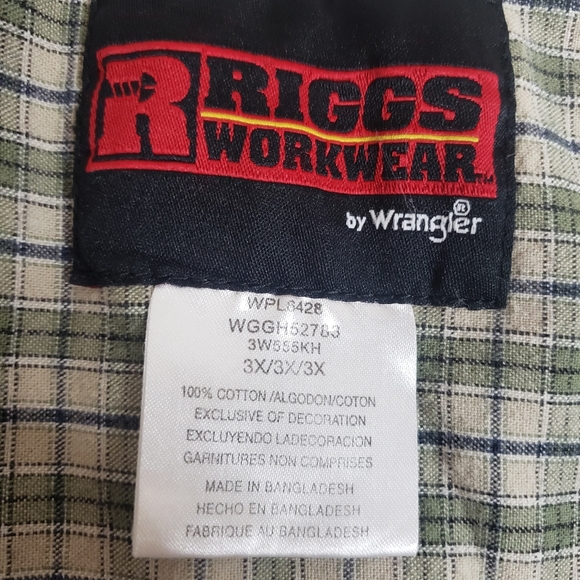 R RIGGS
WORKWEAR™
by Wrangler®
WPL6428
WGGH52783
3W555KH
3X/3X/3X
100% COTTON /ALGODON/COTON
EXCLUSIVE OF DECORATION
EXCLUYENDO LADECORACION
GARNITURES NON COMPRISES
MADE IN BANGLADESH
HECHO EN BANGLADESH
FABRIQUE AU BANGLADESH